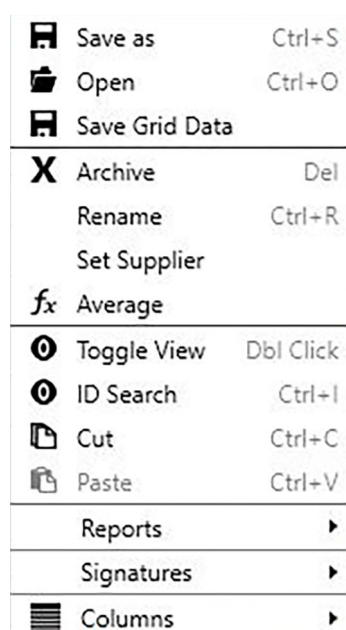 Save as Ctrl+S
Open Ctrl+O
Save Grid Data
X Archive Del
Rename Ctrl+R
Set Supplier
fx Average
Toggle View Dbl Click
ID Search Ctrl+I
Cut Ctrl+C
Paste Ctrl+V
Reports
Signatures
Columns